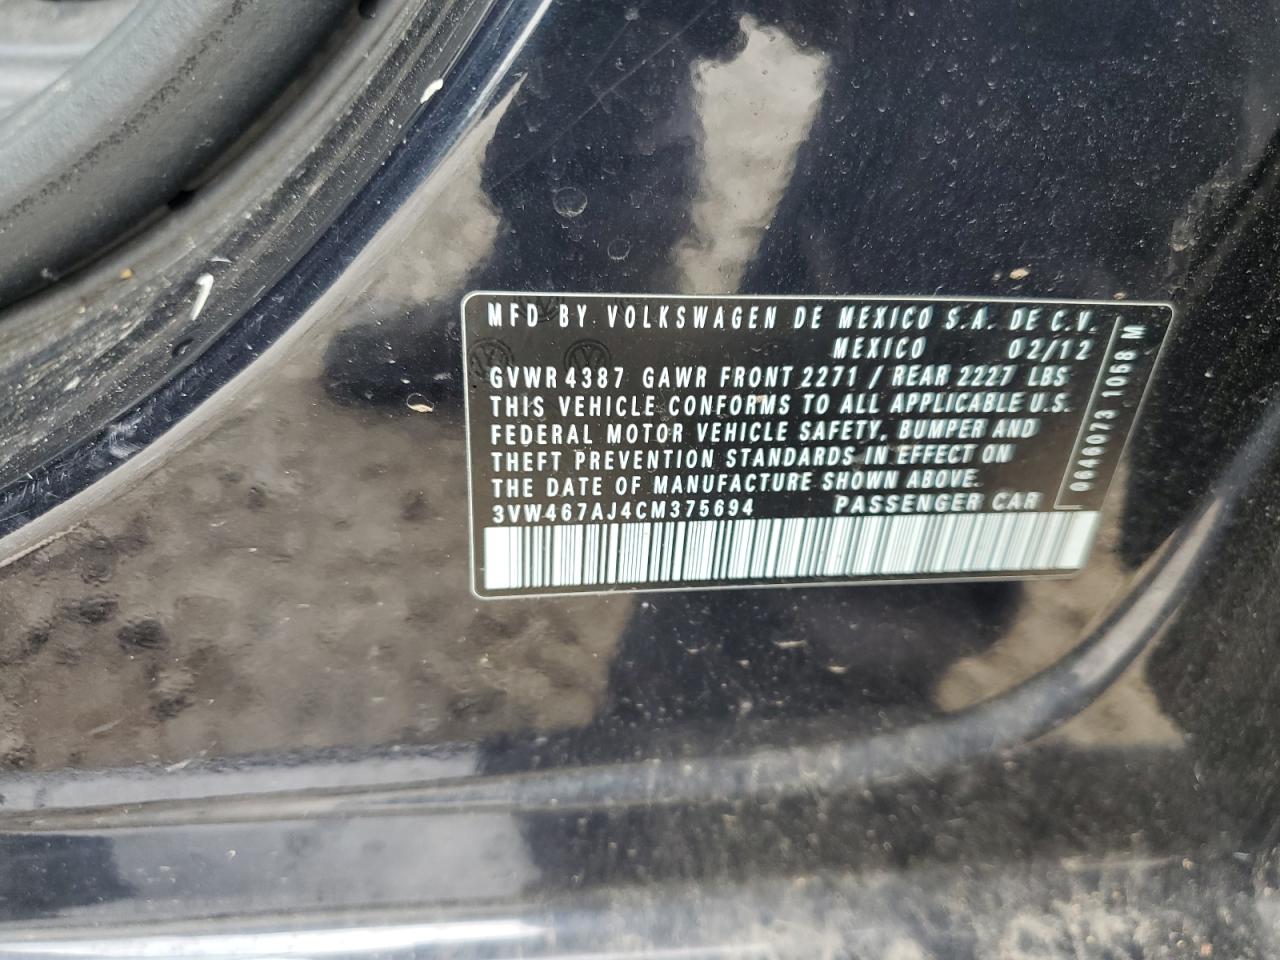 MFD BY VOLKSWAGEN DE MEXICO S.A. DE C.V.
MEXICO 02/12
GVWR 4387 GAWR FRONT 2271 / REAR 2227 LBS
THIS VEHICLE CONFORMS TO ALL APPLICABLE U.S.
FEDERAL MOTOR VEHICLE SAFETY, BUMPER AND
THEFT PREVENTION STANDARDS IN EFFECT ON
THE DATE OF MANUFACTURE SHOWN ABOVE.
3VW467AJ4CM375694 PASSENGER CAR
0646073 1058 M